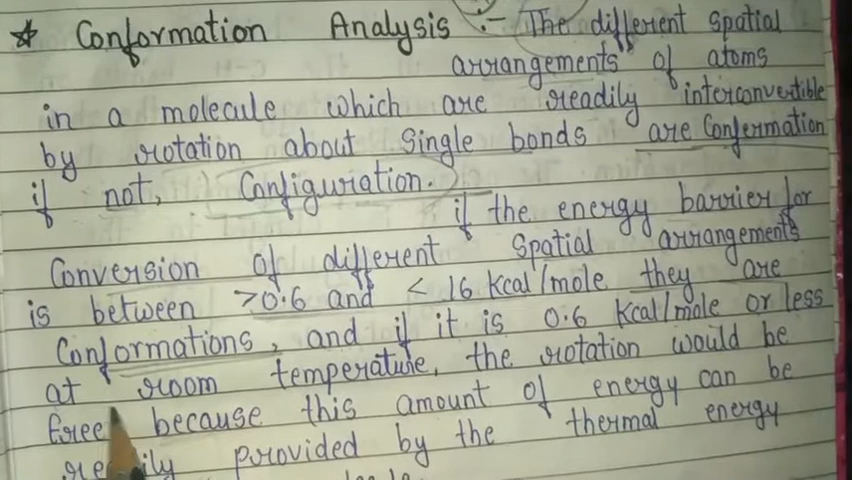 * Conformation Analysis :- The different spatial
arrangements of atoms
in a molecule which are readily interconvertible
by rotation about single bonds are Confermation
if not, Configuration.
if the energy barrier for
Conversion of different spatial arrangements
is between >0.6 and < 16 Kcal/mole they are
Conformations, and if it is 0.6 Kcal/mole or less
at room temperature, the rotation would be
free because this amount of energy can be
provided by the thermal energy